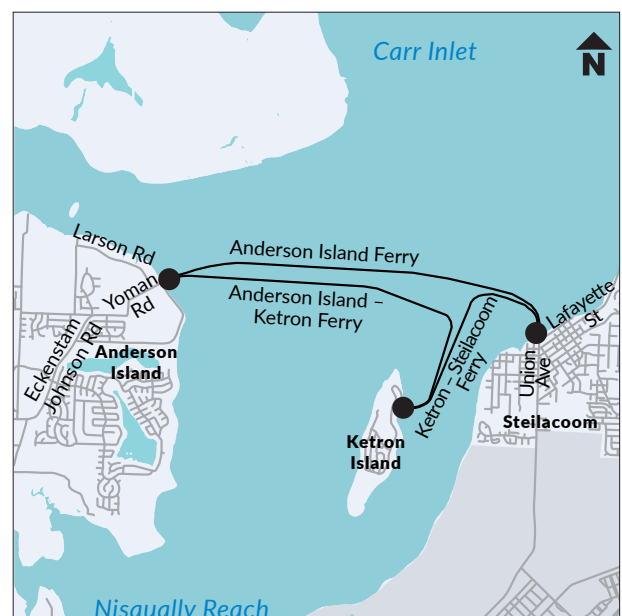 Carr Inlet
N
Larson Rd
Anderson Island Ferry
Yoman
Rd
Anderson Island –
Ketron Ferry
Lafayette
St
Eckenstam
Johnson Rd
Anderson
Island
Ketron – Steilacoom
Ferry
Union
Ave
Steilacoom
Ketron
Island
Nisqually Reach